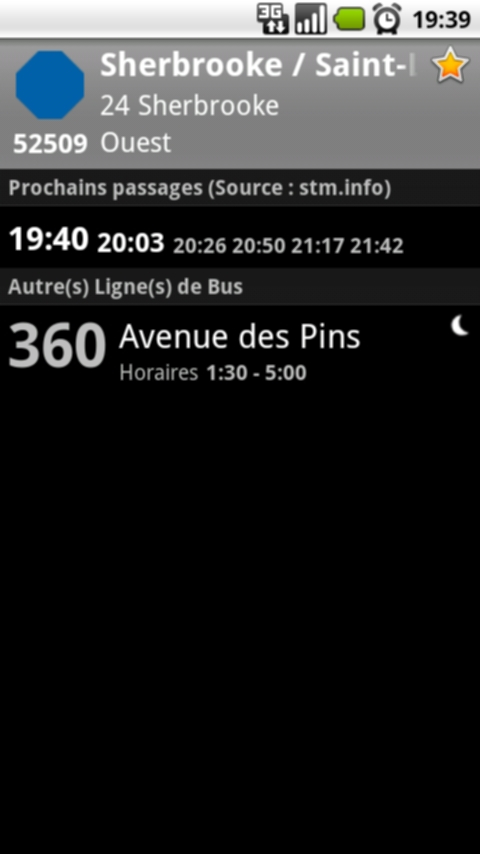 3G
19:39
Sherbrooke / Saint-
24 Sherbrooke
52509 Ouest
Prochains passages (Source : stm.info)
19:40 20:03 20:26 20:50 21:17 21:42
Autre(s) Ligne(s) de Bus
360 Avenue des Pins
Horaires 1:30 - 5:00